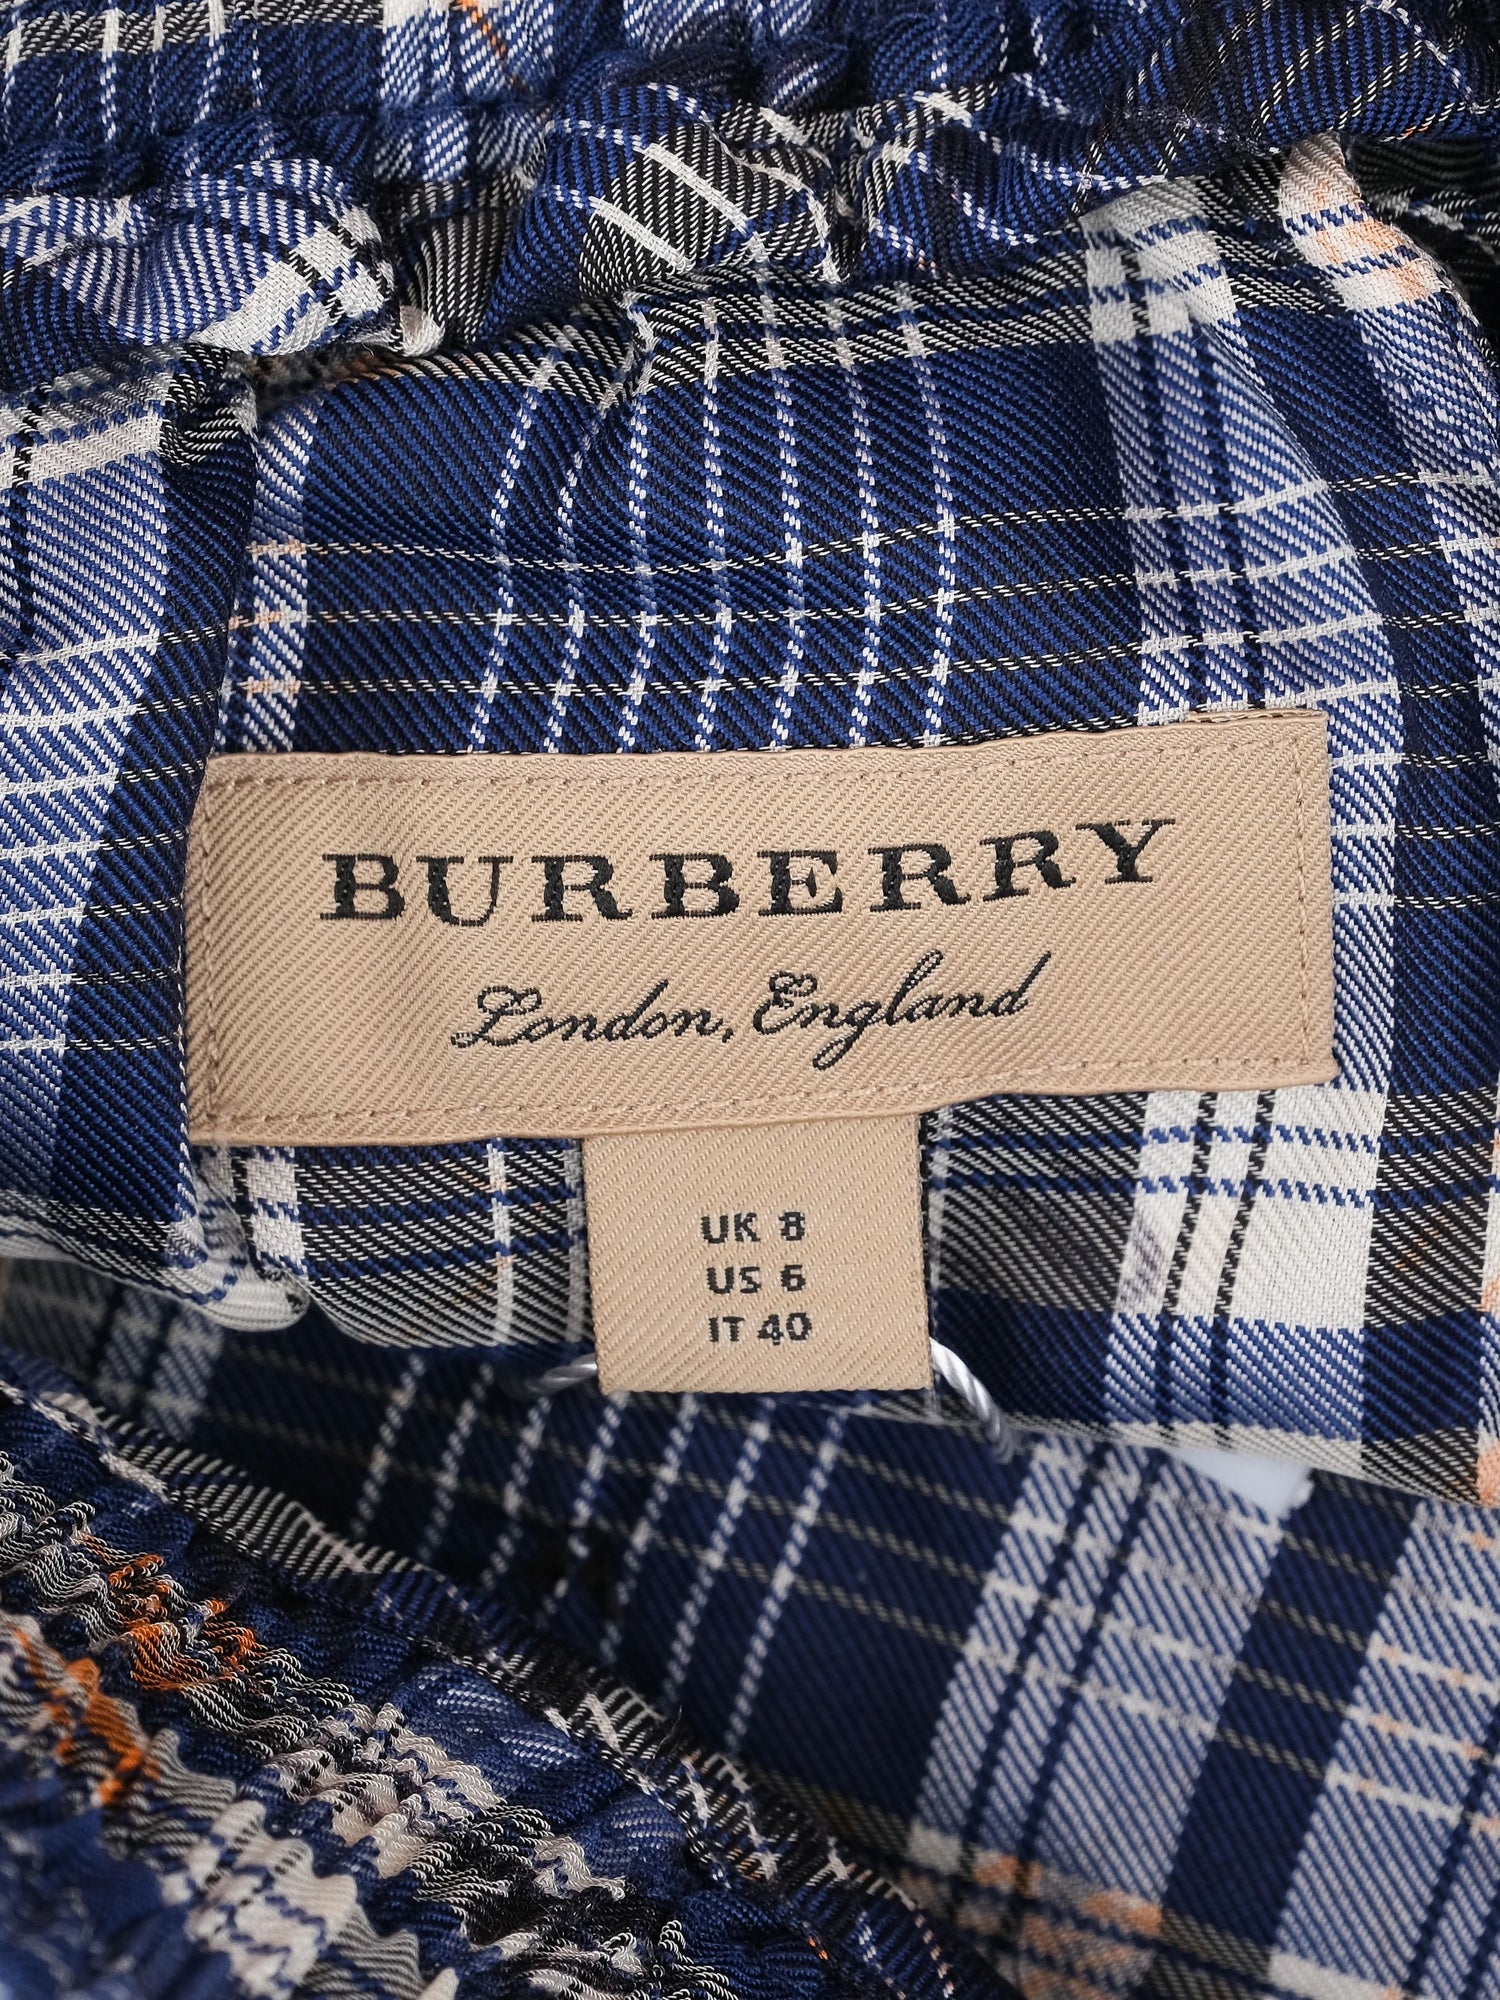 BURBERRY
London, England
UK 8
US 6
IT 40